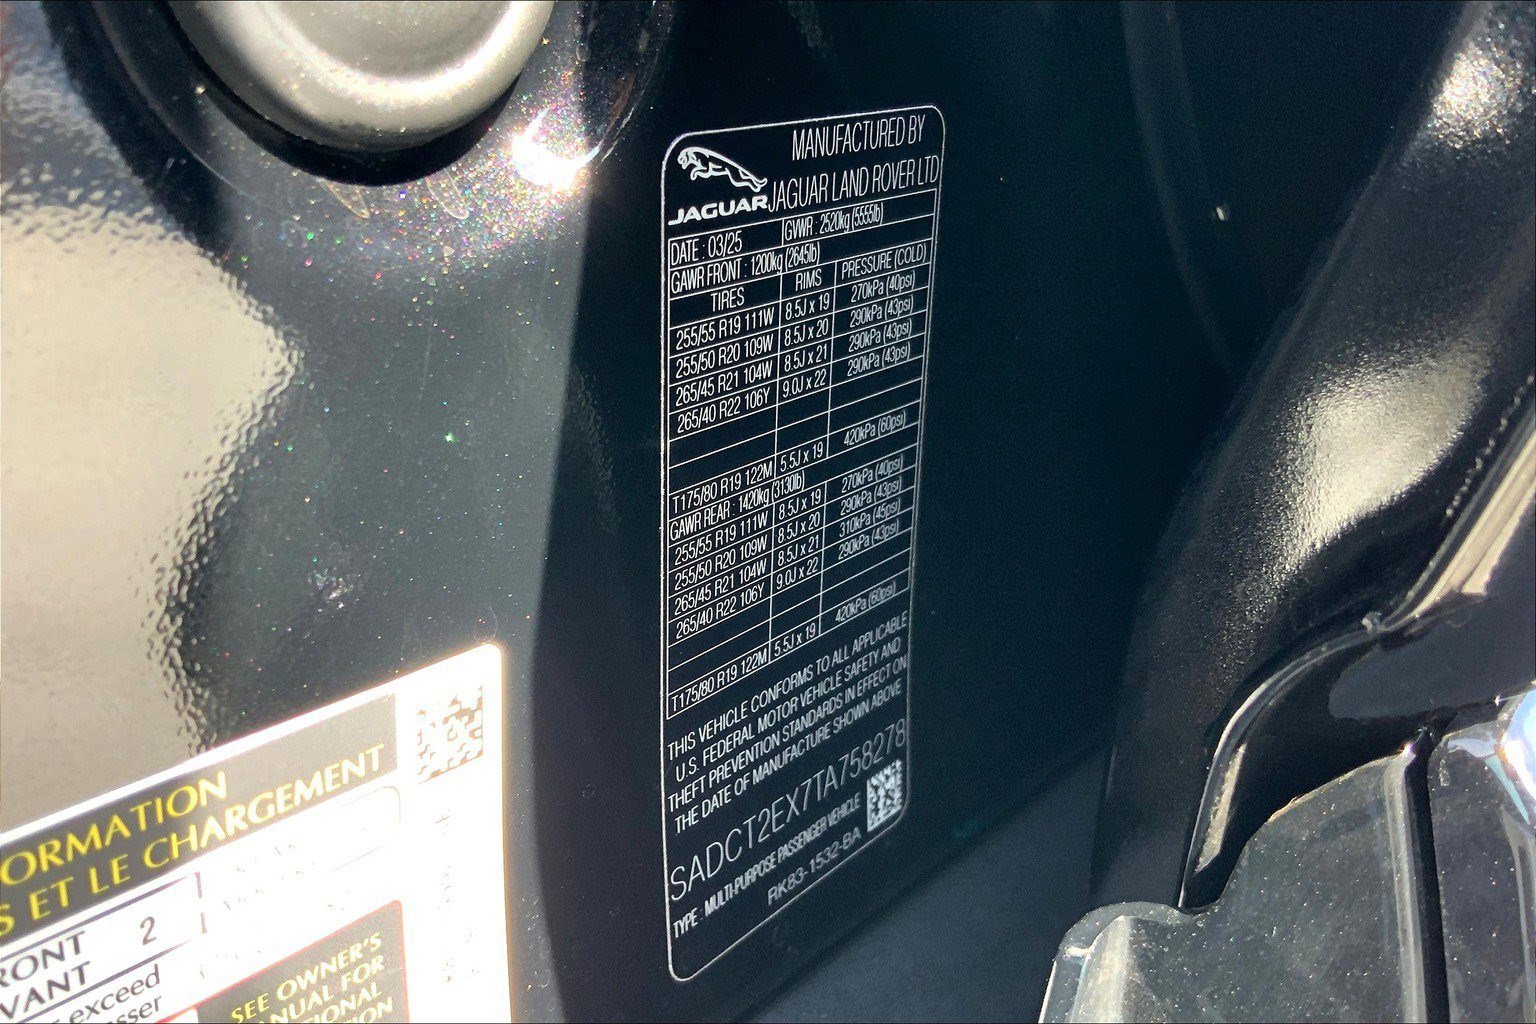 MANUFACTURED BY
JAGUAR LAND ROVER LTD
JAGUAR
DATE : 03/25 GVWR : 2520kg (5555lb)
GAWR FRONT : 1200kg (2645lb)
TIRES RIMS PRESSURE (COLD)
255/55 R19 111W 8.5J x 19 270kPa (40psi)
255/50 R20 109W 8.5J x 20 290kPa (43psi)
265/45 R21 104W 8.5J x 21 290kPa (43psi)
265/40 R22 106Y 9.0J x 22 290kPa (43psi)
T175/80 R19 122M 5.5J x 19 420kPa (60psi)
GAWR REAR : 1420kg (3130lb)
255/55 R19 111W 8.5J x 19 270kPa (40psi)
255/50 R20 109W 8.5J x 20 290kPa (43psi)
265/45 R21 104W 8.5J x 21 310kPa (45psi)
265/40 R22 106Y 9.0J x 22 290kPa (43psi)
T175/80 R19 122M 5.5J x 19 420kPa (60psi)
THIS VEHICLE CONFORMS TO ALL APPLICABLE
U.S. FEDERAL MOTOR VEHICLE SAFETY AND
THEFT PREVENTION STANDARDS IN EFFECT ON
THE DATE OF MANUFACTURE SHOWN ABOVE
SADCT2EX7TA758278
TYPE : MULTI-PURPOSE PASSENGER VEHICLE
RK83-1532-BA
ORMATION
S ET LE CHARGEMENT
RONT 2
VANT
exceed
sser
SEE OWNER'S
ANUAL FOR
TIONAL
TION